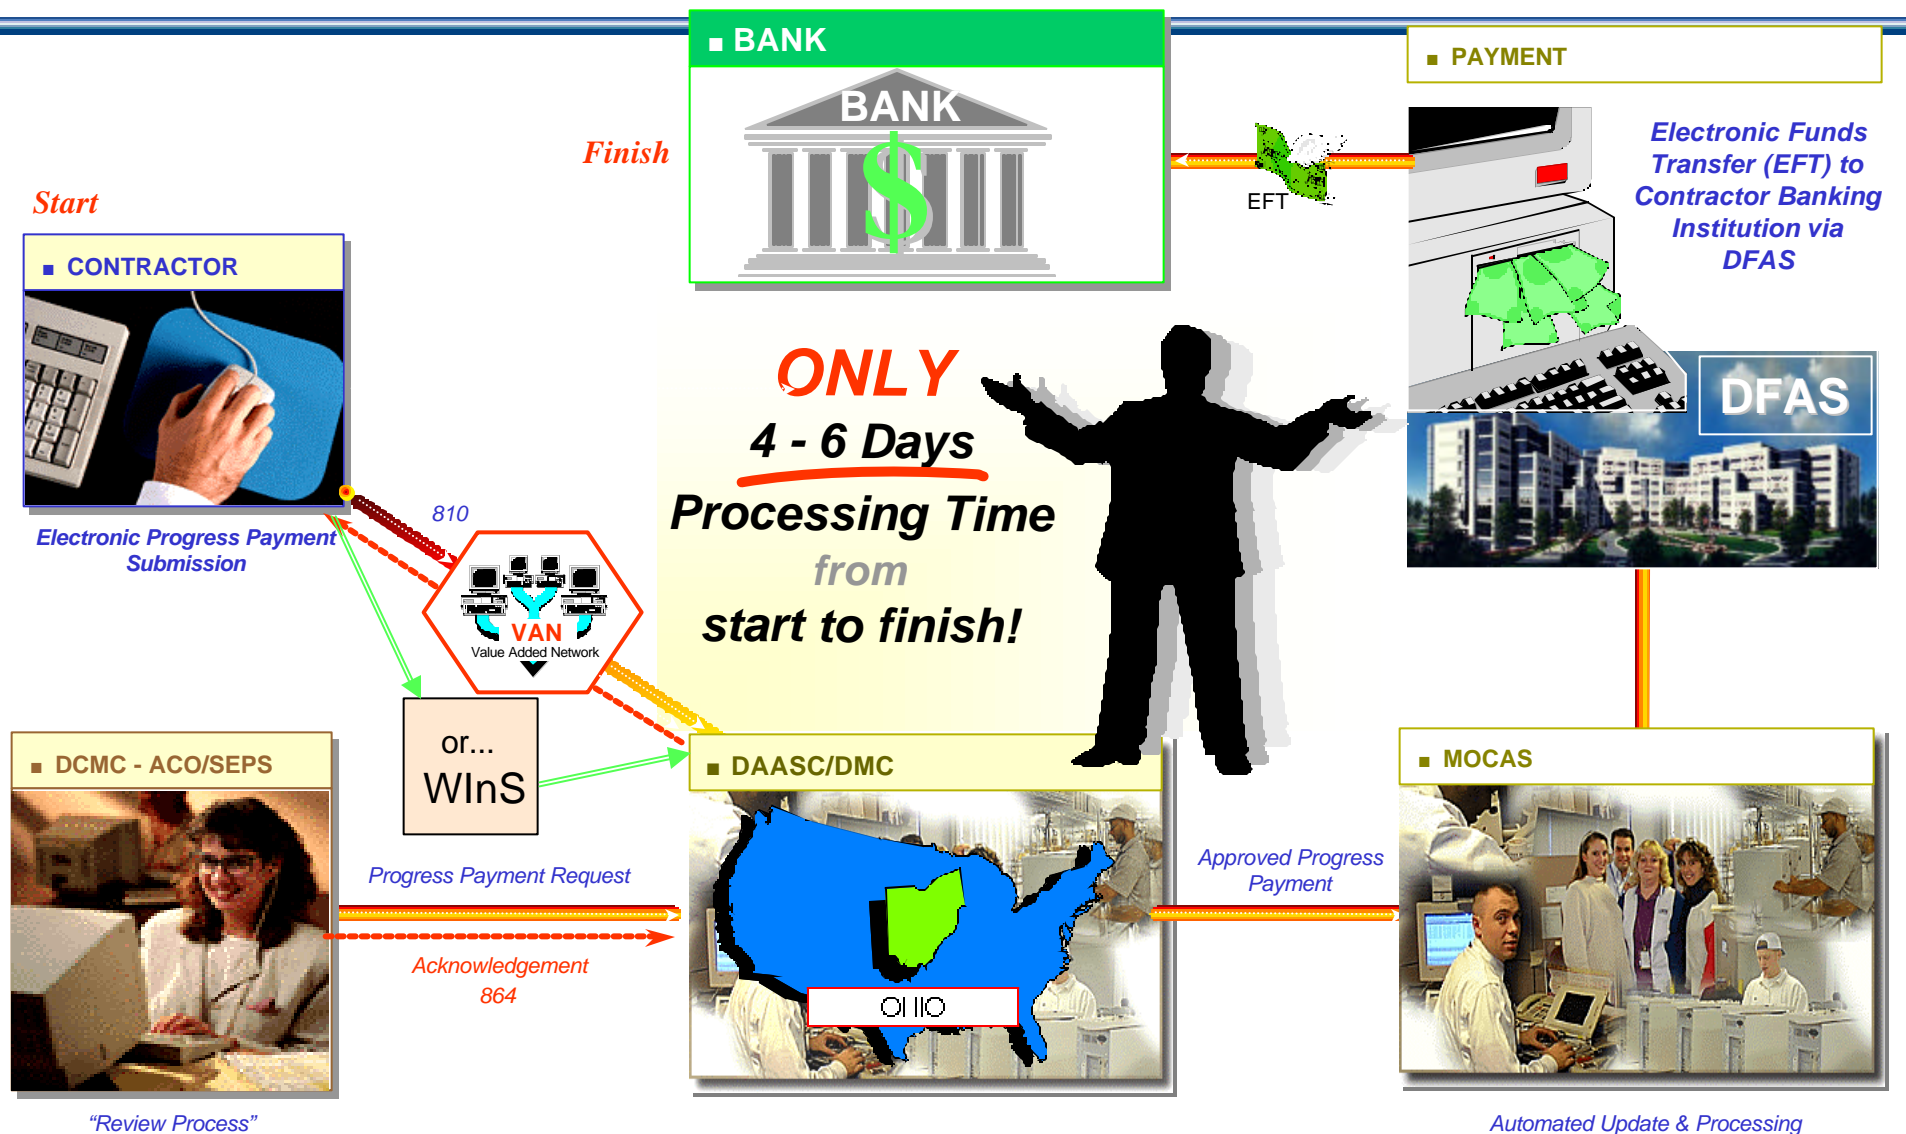 ■ BANK
BANK
$
■ PAYMENT
Electronic Funds
Transfer (EFT) to
Contractor Banking
Institution via
DFAS
EFT
Finish
Start
■ CONTRACTOR
Electronic Progress Payment
Submission
810
VAN
Value Added Network
or...
WInS
ONLY
4 - 6 Days
Processing Time
from
start to finish!
DFAS
■ DCMC - ACO/SEPS
■ DAASC/DMC
■ MOCAS
Progress Payment Request
Acknowledgement
864
OHIO
Approved Progress
Payment
“Review Process”
Automated Update & Processing